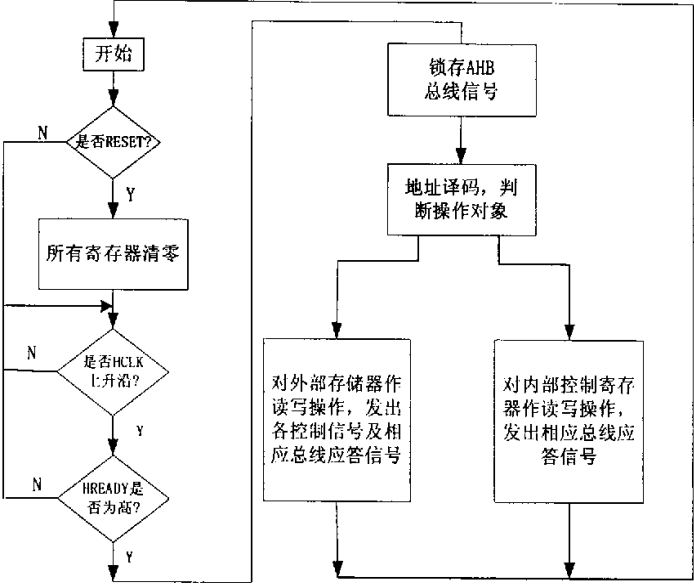 开始
是否RESET?
N
Y
所有寄存器清零
是否HCLK
上升沿?
N
Y
HREADY是
否为高?
N
Y
锁存AHB
总线信号
地址译码，判
断操作对象
对外部存储器作
读写操作，发出
各控制信号及相
应总线应答信号
对内部控制寄存
器作读写操作，
发出相应总线应
答信号